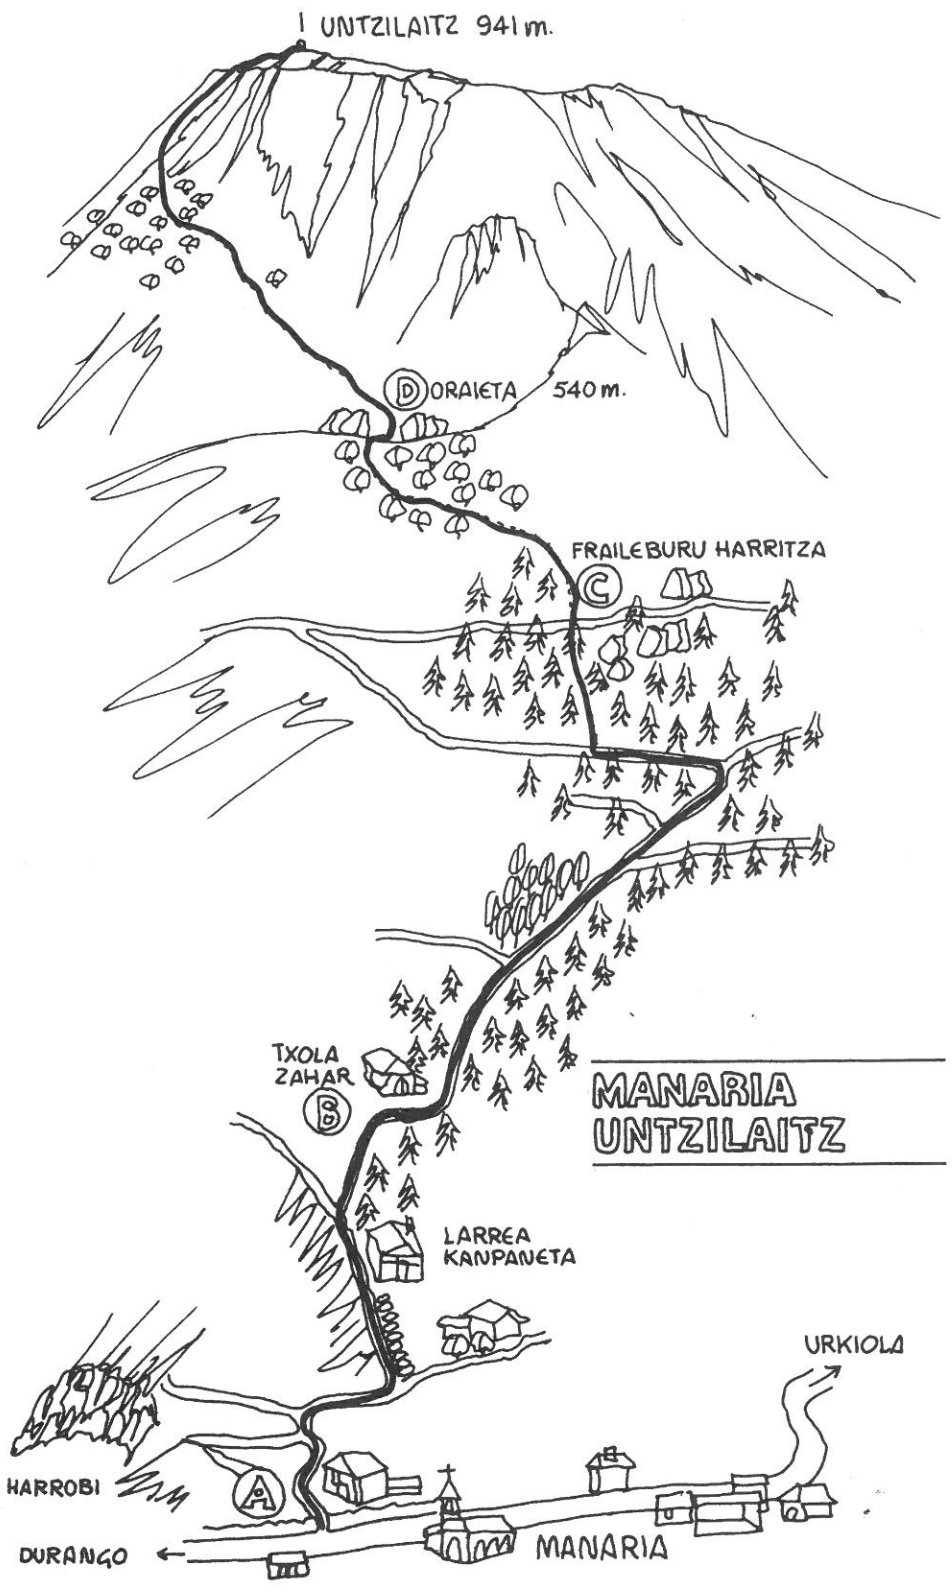 UNTZILAITZ 941 m.
D ORAIETA 540 m.
FRAILEBURU HARRITZA
C
TXOLA
ZAHAR
B
MANARIA
UNTZILAITZ
LARREA
KANPANETA
URKIOLA
HARROBI
A
DURANGO
MANARIA